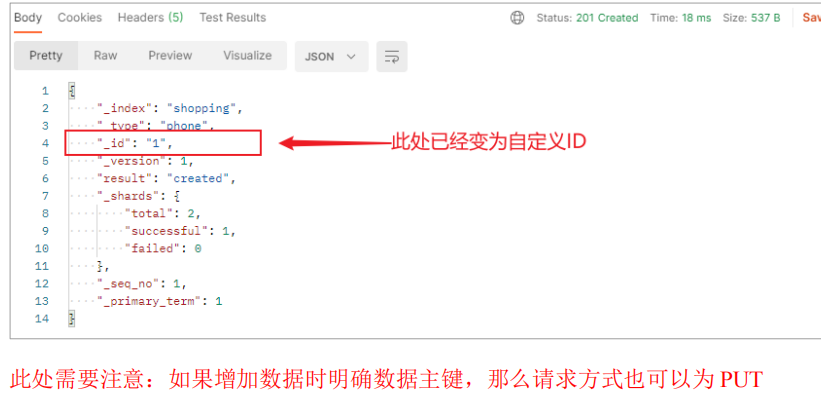 Body Cookies Headers (5) Test Results Status: 201 Created Time: 18 ms Size: 537 B Sav
Pretty Raw Preview Visualize JSON
1 {
2 "_index": "shopping",
3 "_type": "phone",
4 "_id": "1", 此处已经变为自定义ID
5 "_version": 1,
6 "result": "created",
7 "_shards": {
8 "total": 2,
9 "successful": 1,
10 "failed": 0
11 },
12 "_seq_no": 1,
13 "_primary_term": 1
14 }
此处需要注意：如果增加数据时明确数据主键，那么请求方式也可以为 PUT